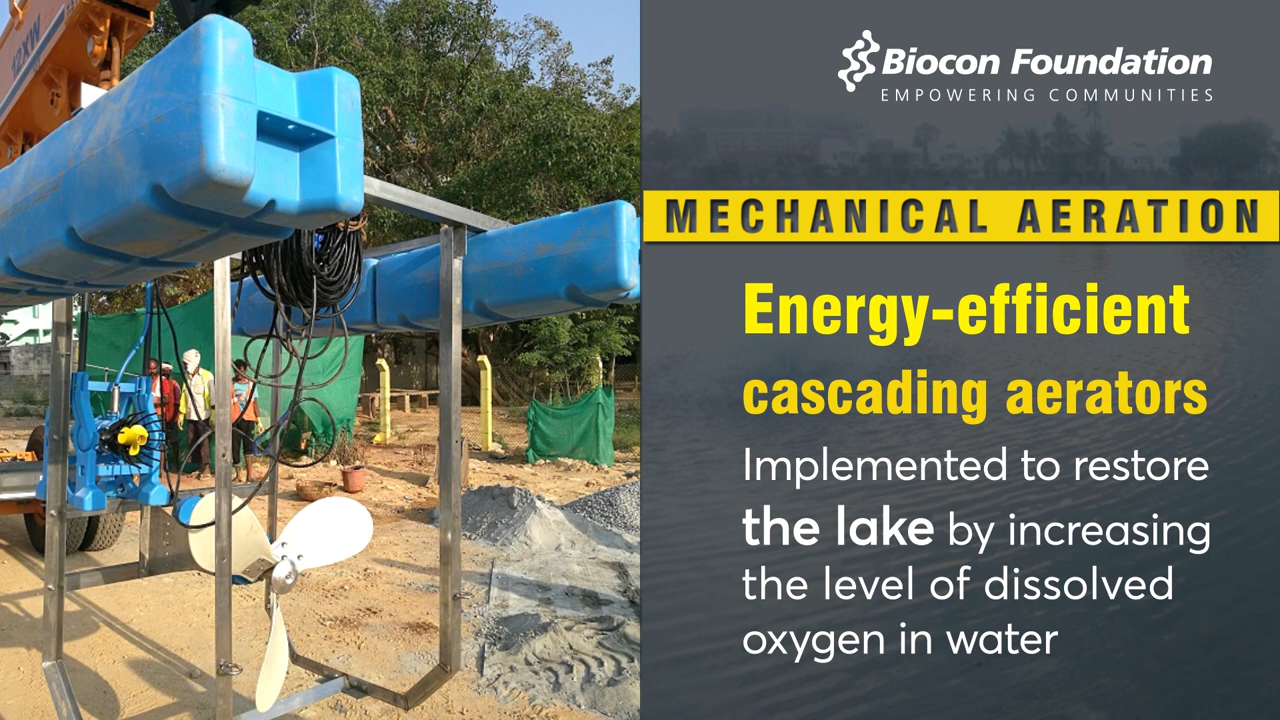 12XW
Biocon Foundation
EMPOWERING COMMUNITIES
MECHANICAL AERATION
Energy-efficient
cascading aerators
Implemented to restore
the lake by increasing
the level of dissolved
oxygen in water